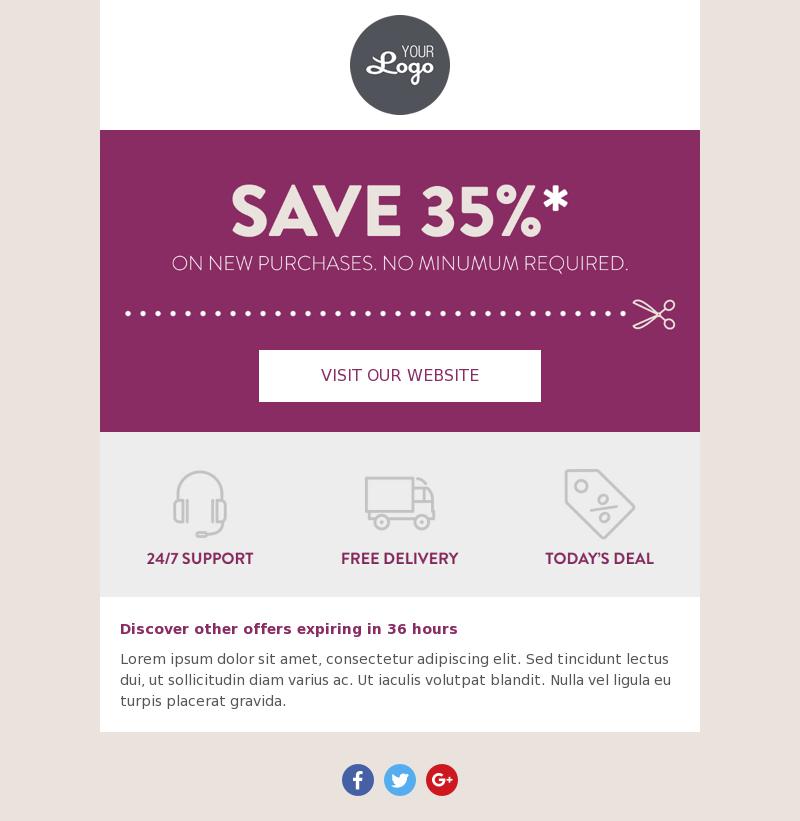 YOUR
Logo
SAVE 35%*
ON NEW PURCHASES. NO MINUMUM REQUIRED.
VISIT OUR WEBSITE
24/7 SUPPORT
FREE DELIVERY
TODAY’S DEAL
Discover other offers expiring in 36 hours
Lorem ipsum dolor sit amet, consectetur adipiscing elit. Sed tincidunt lectus
dui, ut sollicitudin diam varius ac. Ut iaculis volutpat blandit. Nulla vel ligula eu
turpis placerat gravida.